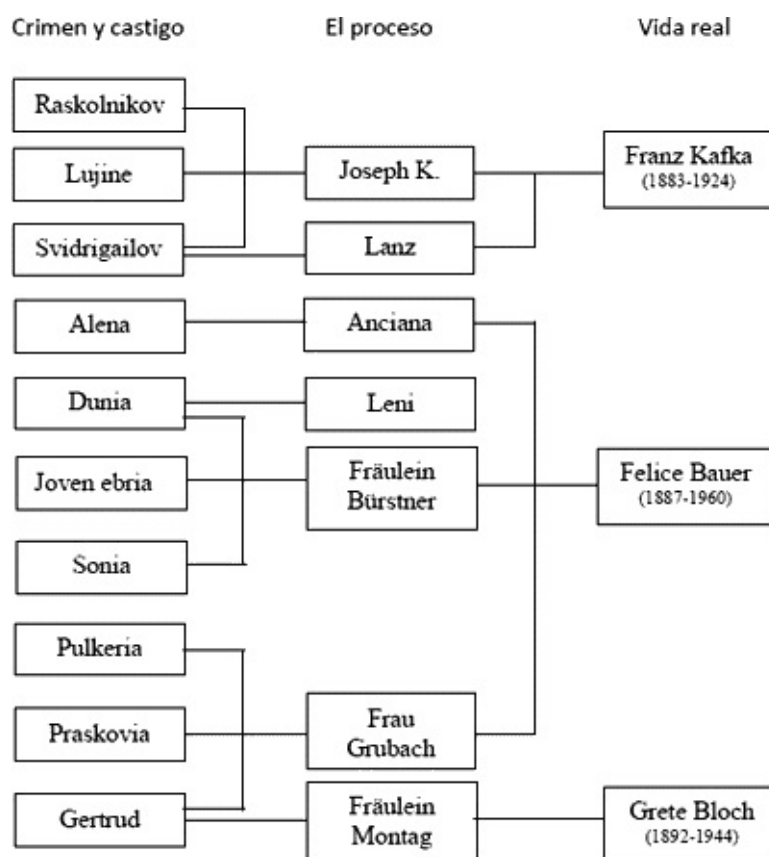 Crimen y castigo
El proceso
Vida real
Raskolnikov
Lujine
Joseph K.
Franz Kafka
(1883-1924)
Svidrigailov
Lanz
Alena
Anciana
Dunia
Leni
Joven ebria
Fräulein
Bürstner
Felice Bauer
(1887-1960)
Sonia
Pulkeria
Praskovia
Frau
Grubach
Gertrud
Fräulein
Montag
Grete Bloch
(1892-1944)